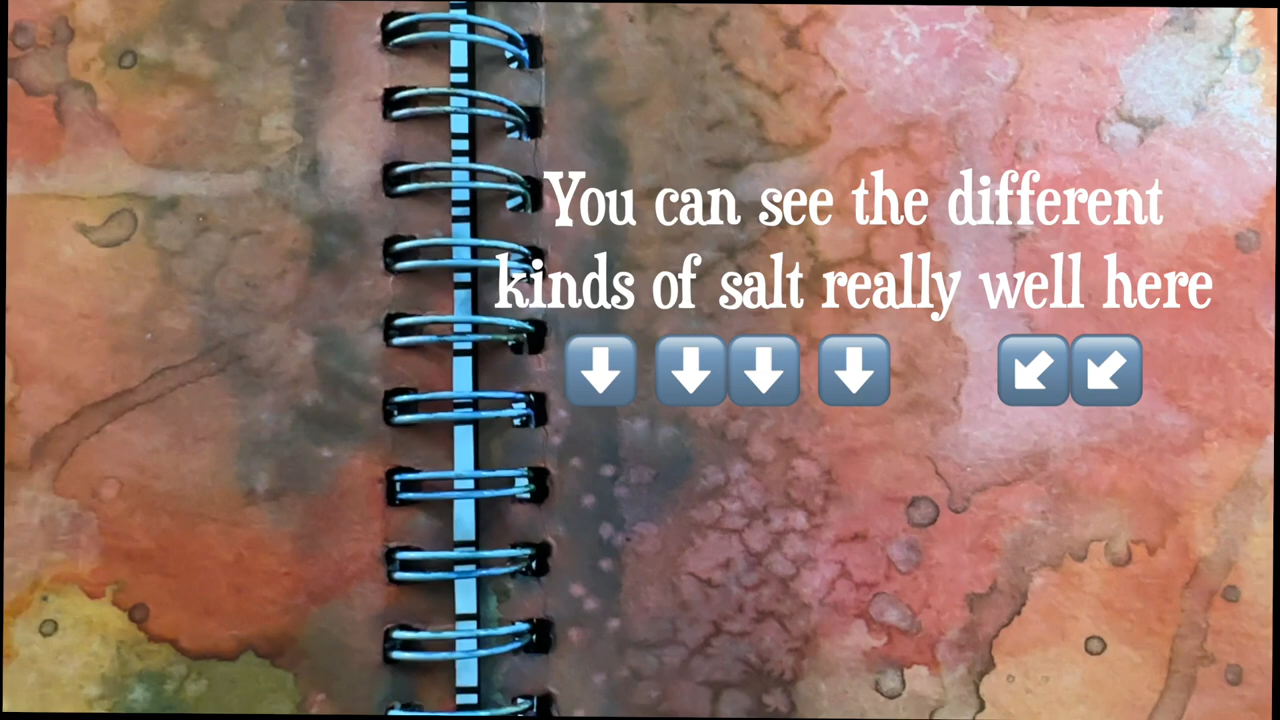 You can see the different
kinds of salt really well here
⬇️ ⬇️⬇️ ⬇️ ↙️↙️